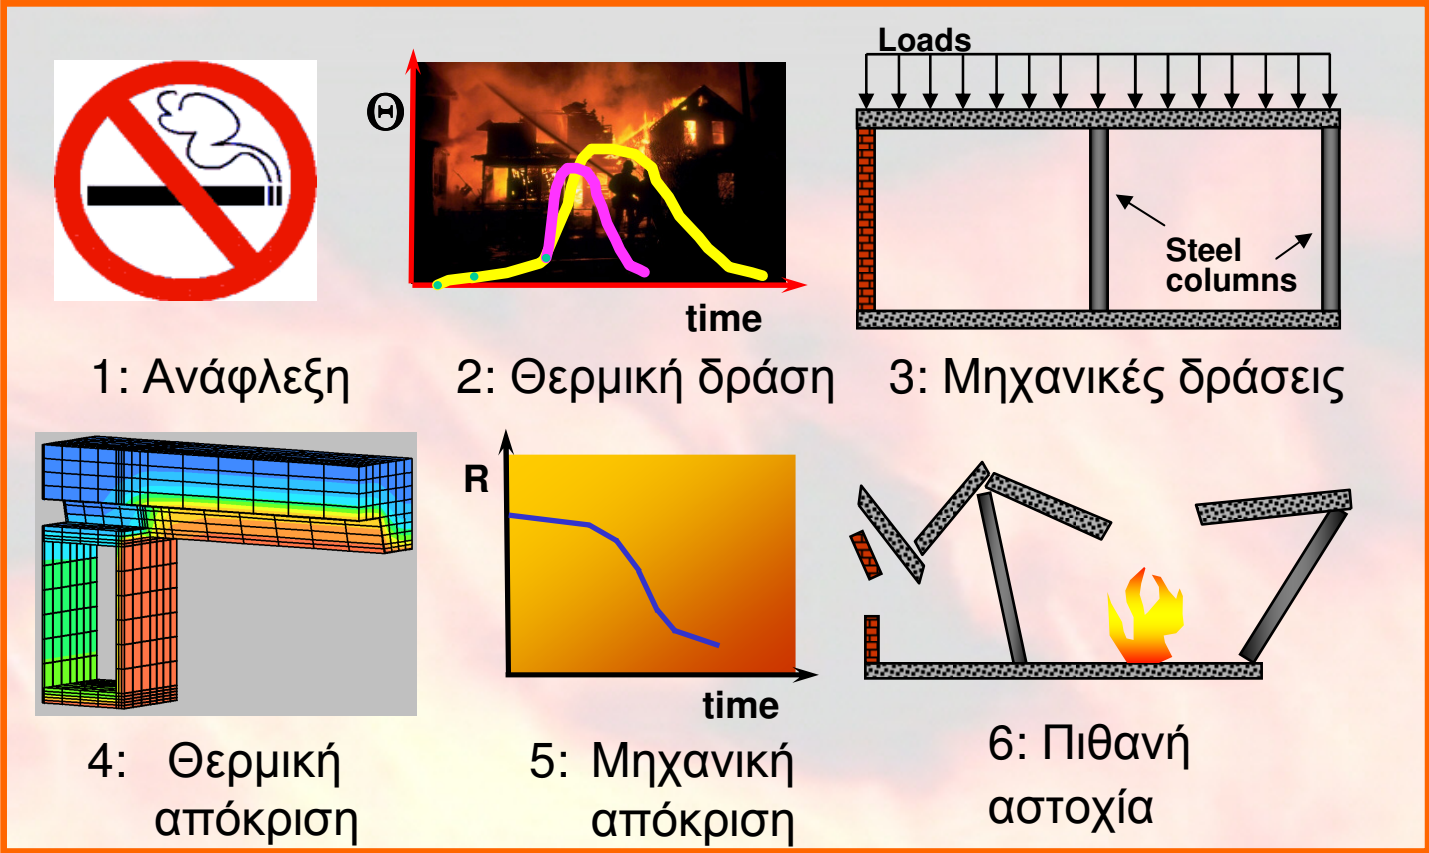 Loads
Θ
Steel
columns
time
1: Ανάφλεξη
2: Θερμική δράση
3: Μηχανικές δράσεις
R
time
4: Θερμική
απόκριση
5: Μηχανική
απόκριση
6: Πιθανή
αστοχία